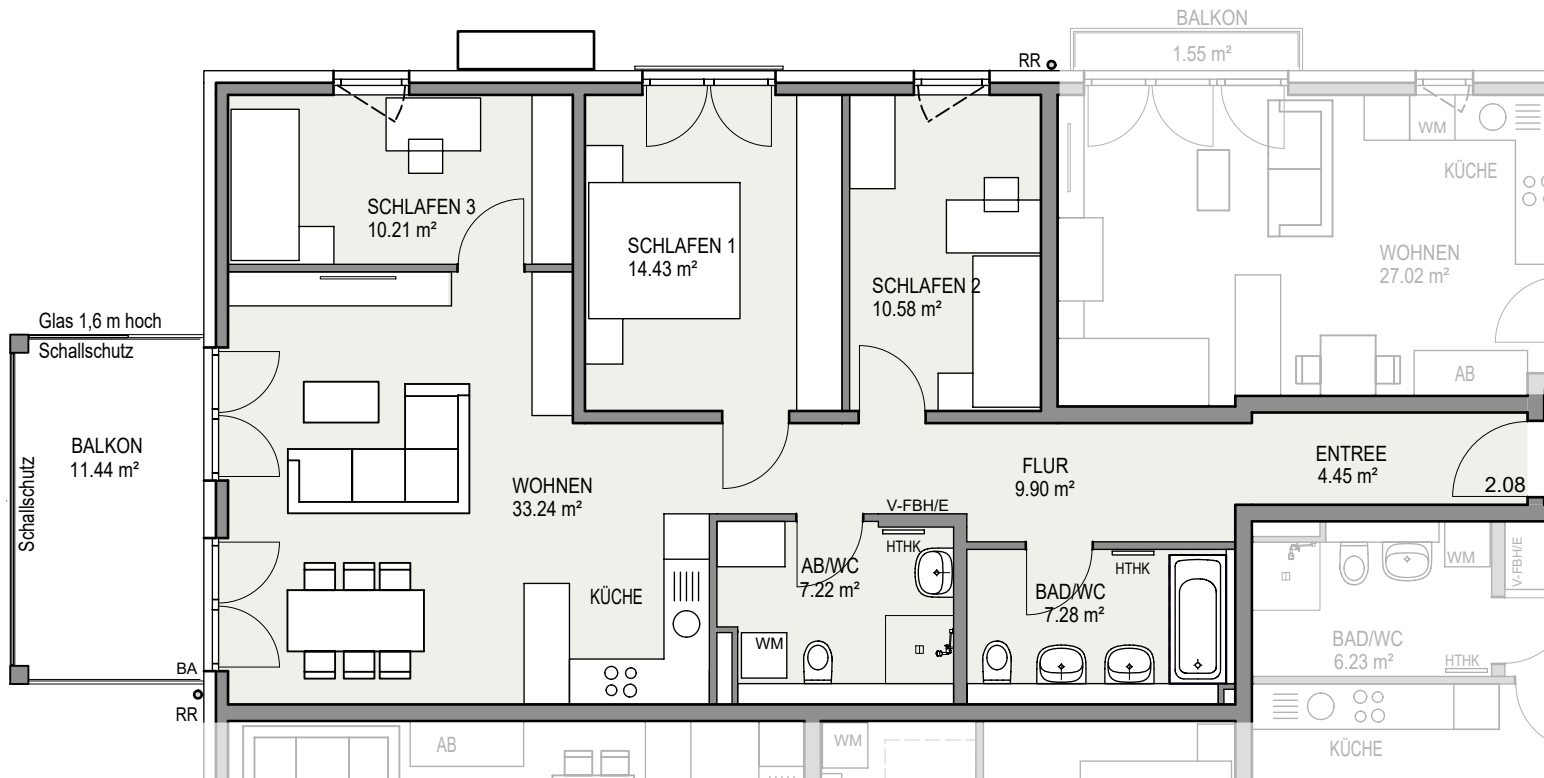 BALKON
1.55 m²
RR
WM
KÜCHE
SCHLAFEN 3
10.21 m²
SCHLAFEN 1
14.43 m²
SCHLAFEN 2
10.58 m²
WOHNEN
27.02 m²
Glas 1,6 m hoch
Schallschutz
AB
BALKON
11.44 m²
Schallschutz
WOHNEN
33.24 m²
FLUR
9.90 m²
ENTREE
4.45 m²
2.08
V-FBH/E
HTHK
AB/WC
7.22 m²
HTHK
BAD/WC
7.28 m²
KÜCHE
WM
WM
V-FBH/E
BAD/WC
6.23 m²
HTHK
BA
RR
AB
WM
KÜCHE